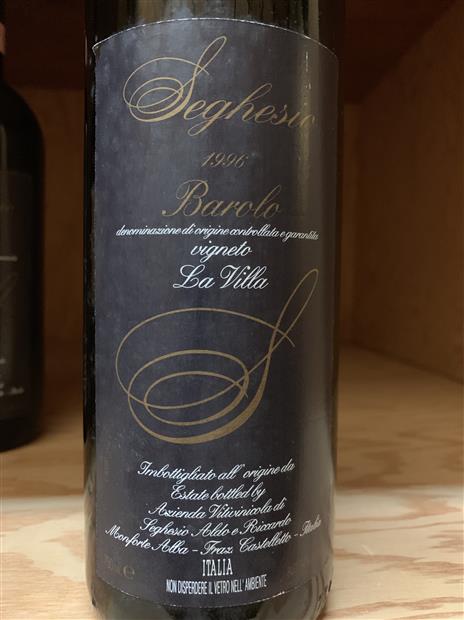 Seghesio
1996
Barolo
denominazione di origine controllata e garantita
vigneto
La Villa
S
Imbottigliato all' origine da
Estate bottled by
Azienda Vitivinicola di
Seghesio Aldo e Riccardo
Monforte Alba - Fraz. Castelletto - Italia
ITALIA
NON DISPERDERE IL VETRO NELL' AMBIENTE